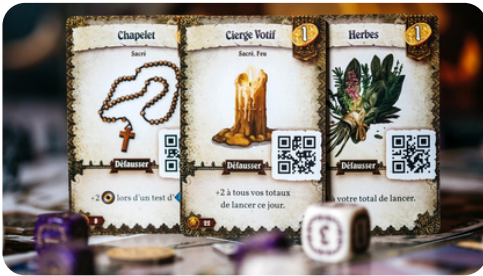 Chapelet
Sacré
Défausser
+2 lors d'un test d'
Cierge Votif
1
Sacré, Feu
Défausser
+2 à tous vos totaux
de lancer ce jour.
11
Herbes
1
Défausser
votre total de lancer.